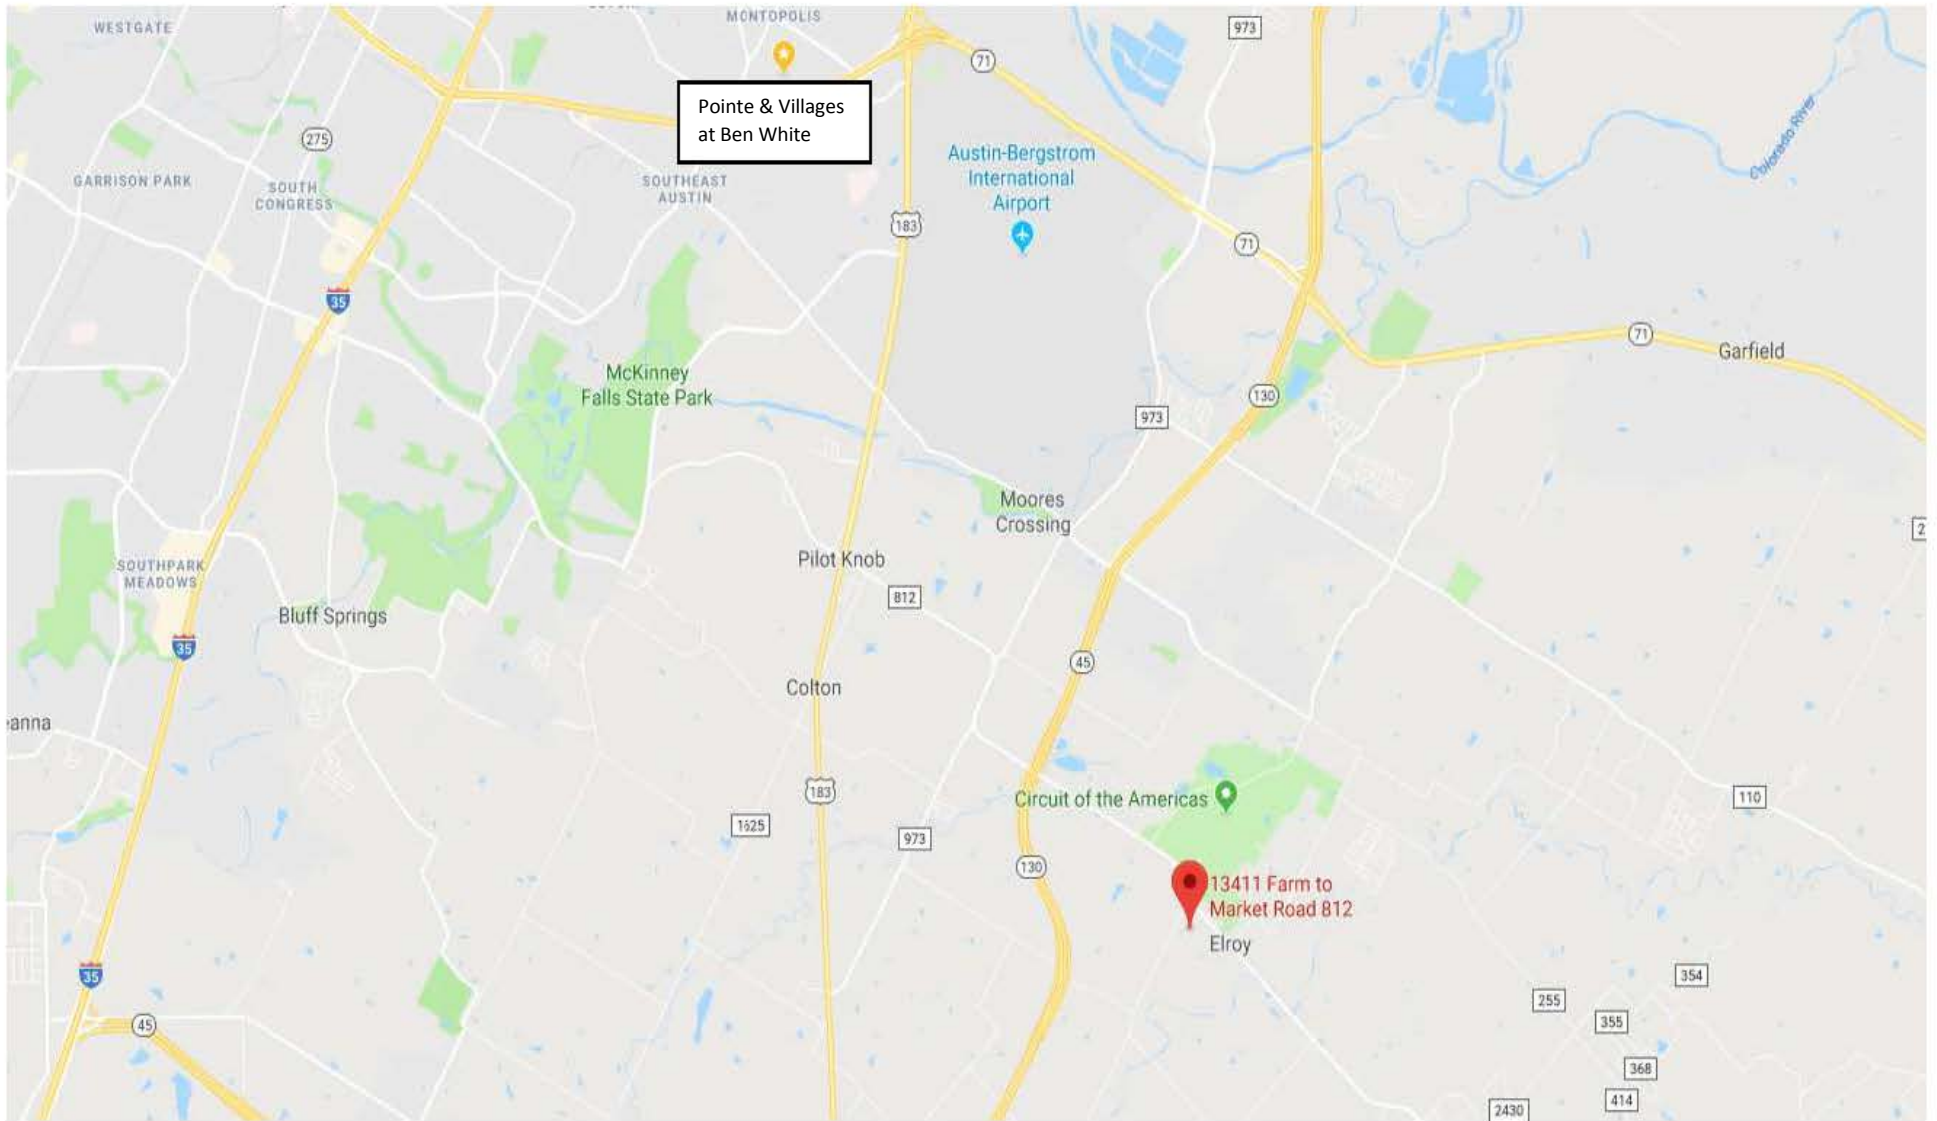 WESTGATE
MONTOPOLIS
973
71
Pointe & Villages
at Ben White
275
Colorado River
Austin-Bergstrom
International
Airport
GARRISON PARK
SOUTH
CONGRESS
SOUTHEAST
AUSTIN
183
71
35
71
Garfield
McKinney
Falls State Park
130
973
Moores
Crossing
Pilot Knob
SOUTHPARK
MEADOWS
812
Bluff Springs
35
45
Colton
eanna
183
Circuit of the Americas
110
1625
973
130
13411 Farm to
Market Road 812
Elroy
35
354
255
45
355
368
414
2430